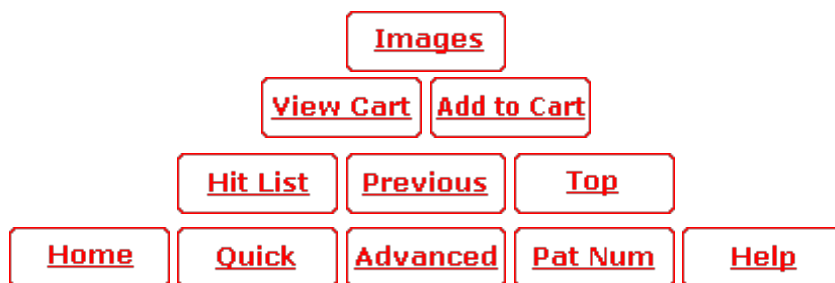 Images
View Cart Add to Cart
Hit List Previous Top
Home Quick Advanced Pat Num Help